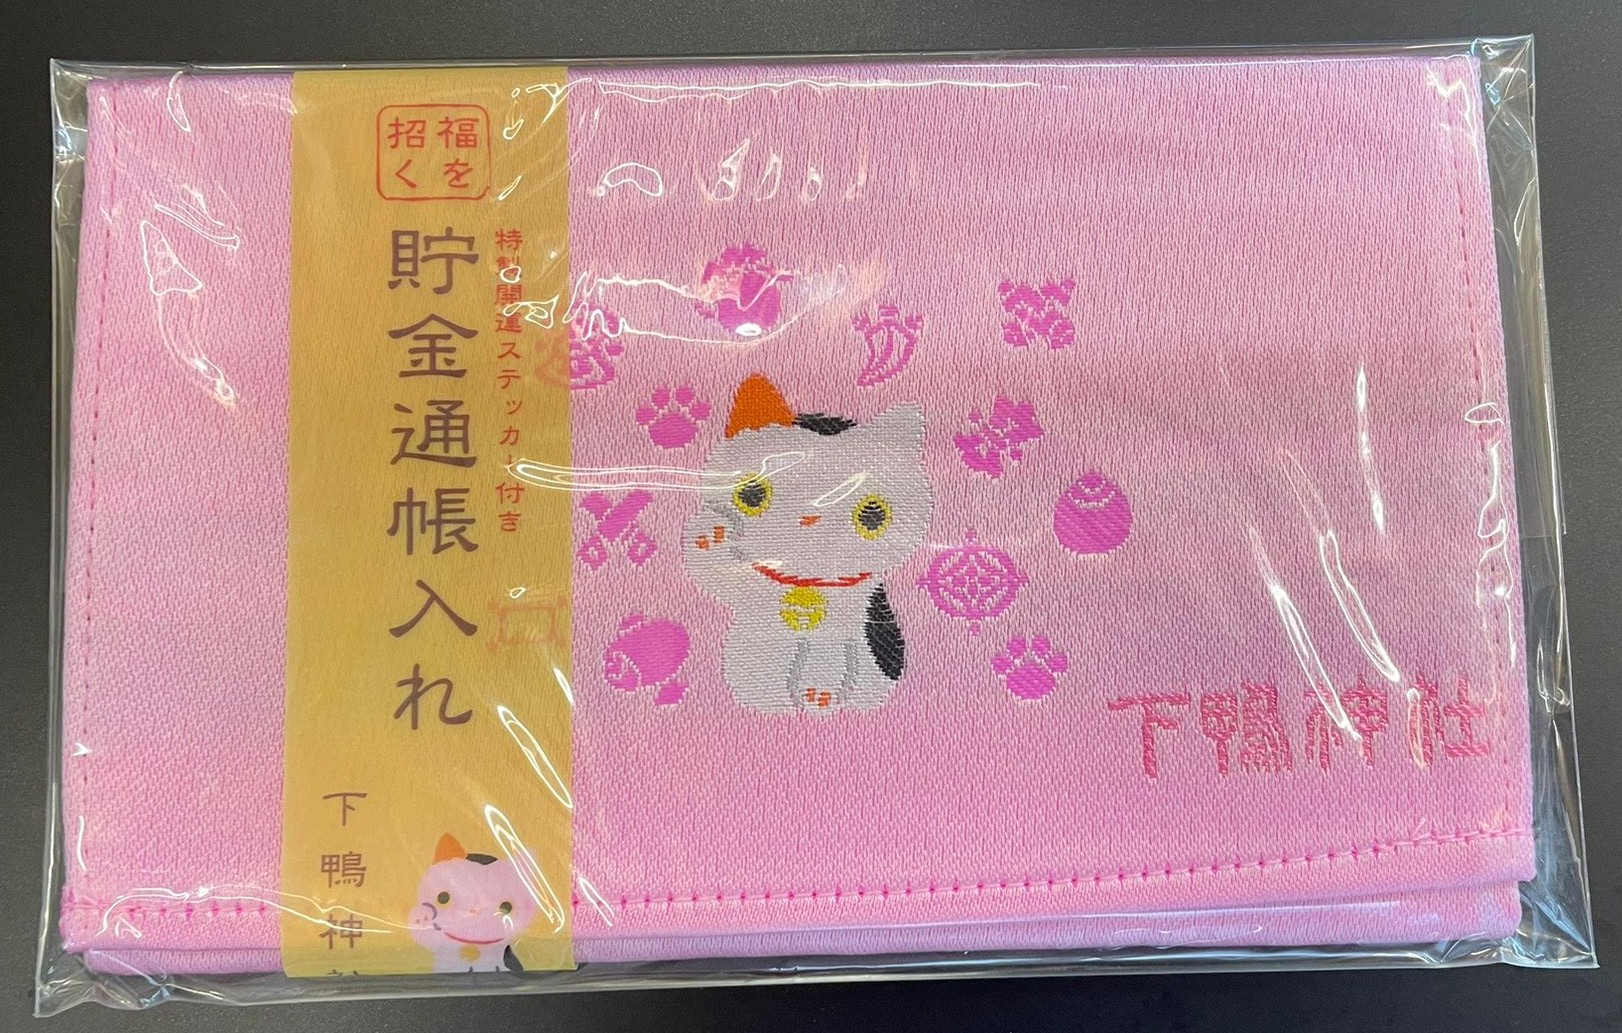 福を
招く
特製開運ステッカー付き
貯金通帳入れ
下鴨神社
下鴨神社